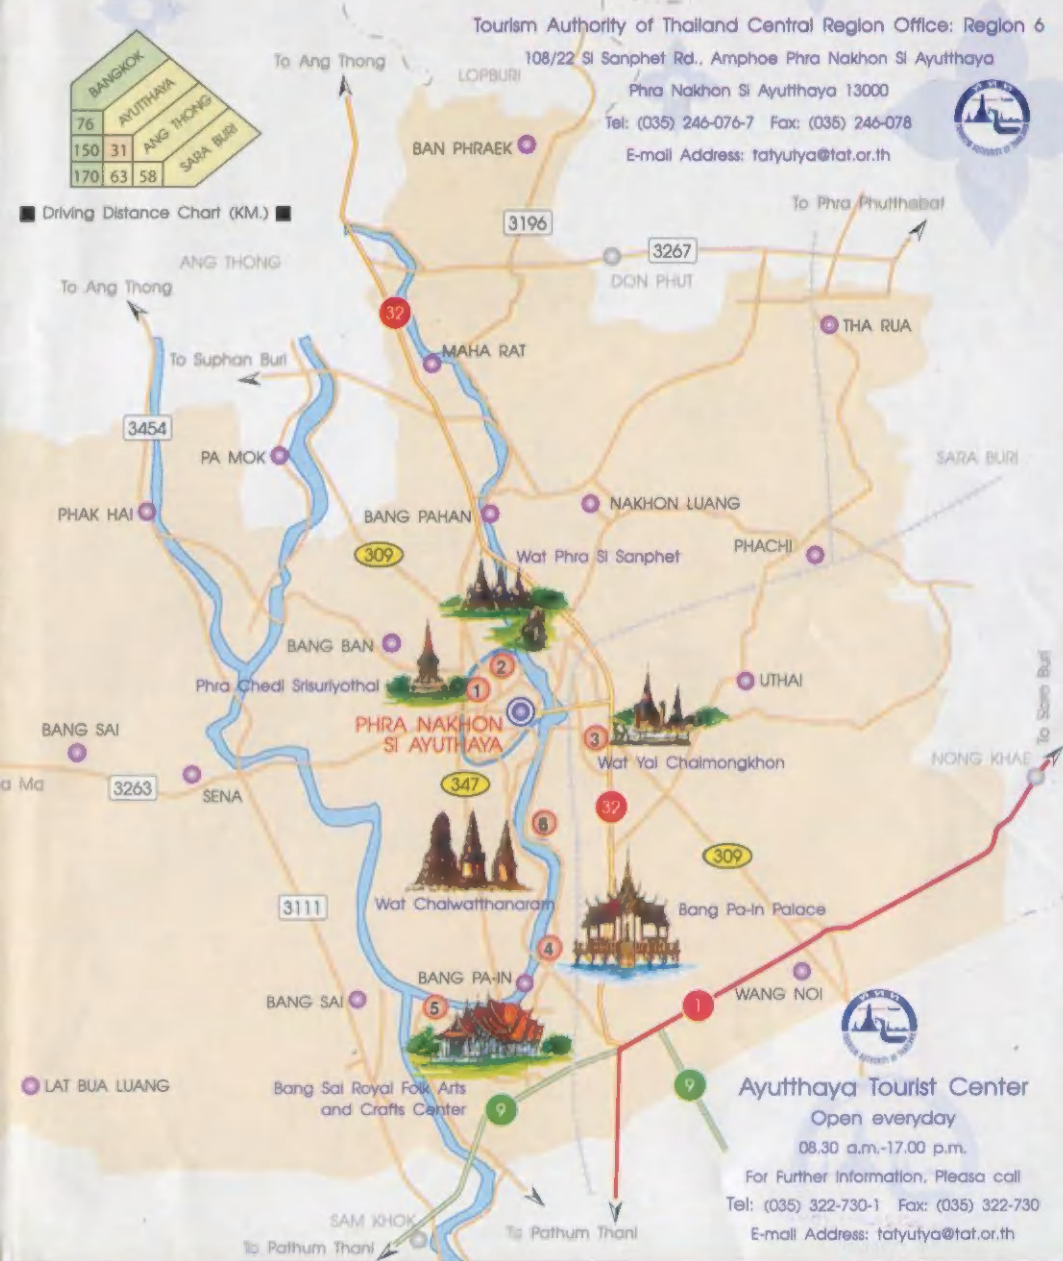 Tourism Authority of Thailand Central Region Office: Region 6
108/22 Si Sanphet Rd., Amphoe Phra Nakhon Si Ayutthaya
Phra Nakhon Si Ayutthaya 13000
Tel: (035) 246-076-7 Fax: (035) 246-078
E-mail Address: tatyutya@tat.or.th
BANGKOK
76 AYUTTHAYA
150 31 ANG THONG
170 63 58 SARA BURI
Driving Distance Chart (KM.)
To Ang Thong
LOPBURI
BAN PHRAEK
3196
To Phra Phutthabat
3267
DON PHUT
ANG THONG
To Ang Thong
32
THA RUA
MAHA RAT
To Suphan Buri
3454
PA MOK
SARA BURI
PHAK HAI
BANG PAHAN
NAKHON LUANG
309
Wat Phra Si Sanphet
PHACHI
BANG BAN
2
Phra Chedi Srisuriyothai
1
UTHAI
PHRA NAKHON
SI AYUTHAYA
BANG SAI
3
Wat Yai Chaimongkhon
NONG KHAE
To Siam Buri
a Ma
3263
SENA
347
32
6
309
3111
Wat Chaiwatthanaram
Bang Pa-In Palace
4
BANG PA-IN
WANG NOI
BANG SAI
5
1
LAT BUA LUANG
Bang Sai Royal Folk Arts
and Crafts Center
9
9
Ayutthaya Tourist Center
Open everyday
08.30 a.m.-17.00 p.m.
For Further Information, Pleasa call
Tel: (035) 322-730-1 Fax: (035) 322-730
E-mail Address: tatyutya@tat.or.th
SAM KHOK
To Pathum Thani
To Pathum Thani